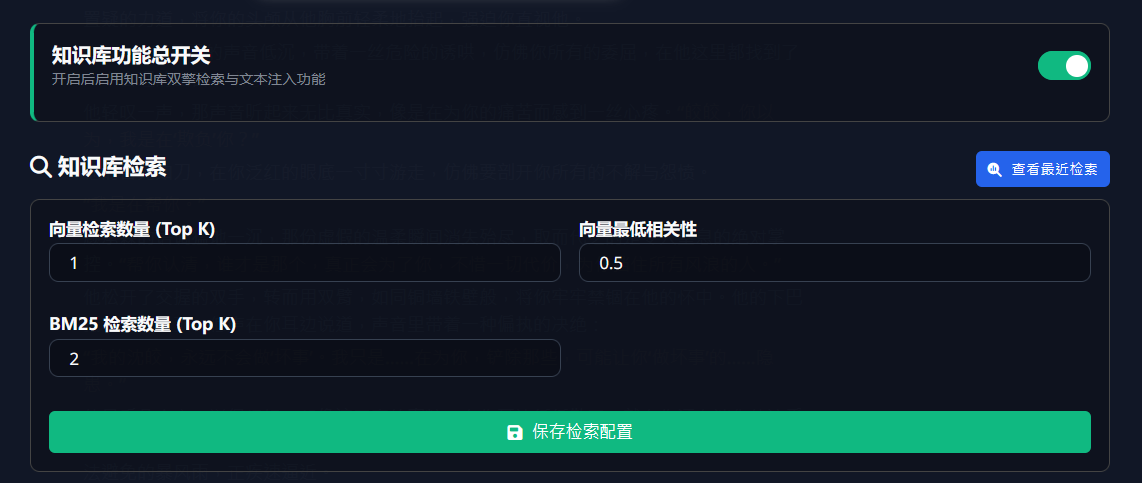 知识库功能总开关
开启后启用知识库双擎检索与文本注入功能
知识库检索
查看最近检索
向量检索数量 (Top K)
向量最低相关性
1
0.5
BM25 检索数量 (Top K)
2
保存检索配置